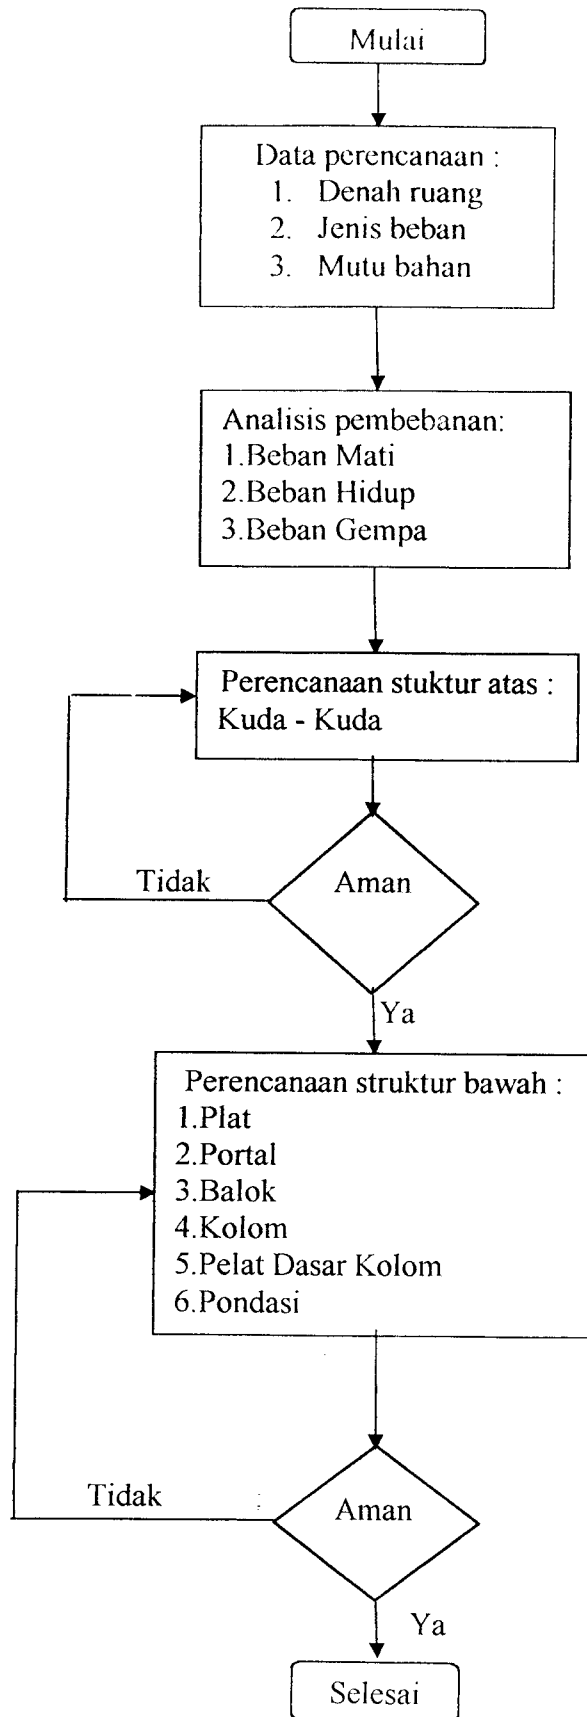 Mulai
Data perencanaan :
1. Denah ruang
2. Jenis beban
3. Mutu bahan
Analisis pembebanan:
1.Beban Mati
2.Beban Hidup
3.Beban Gempa
Perencanaan stuktur atas :
Kuda - Kuda
Tidak
Aman
Ya
Perencanaan struktur bawah :
1.Plat
2.Portal
3.Balok
4.Kolom
5.Pelat Dasar Kolom
6.Pondasi
Tidak
Aman
Ya
Selesai